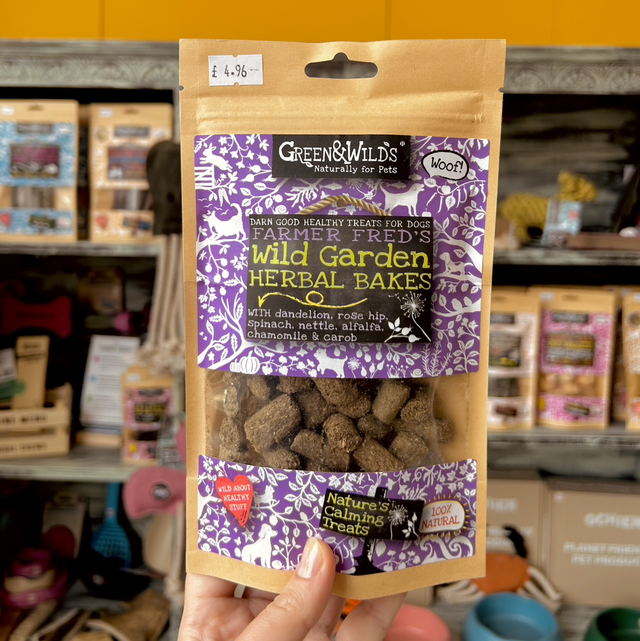 £ 4.96
GREEN&WILD'S®
Naturally for Pets
Woof!
DARN GOOD HEALTHY TREATS FOR DOGS
FARMER FRED'S
Wild Garden
HERBAL BAKES
WITH dandelion, rose hip,
spinach, nettle, alfalfa,
chamomile & carob
WILD ABOUT
HEALTHY
STUFF
Nature's
Calming
Treats
100%
NATURAL